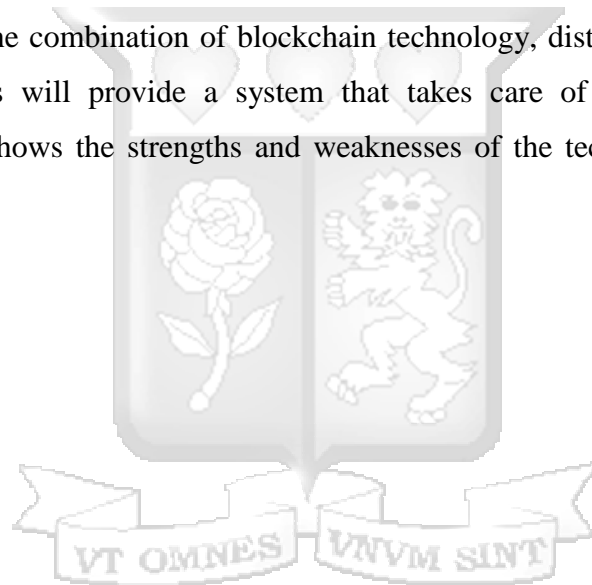 he combination of blockchain technology, dist
s will provide a system that takes care of
hows the strengths and weaknesses of the tec
VT OMNES VNVM SINT